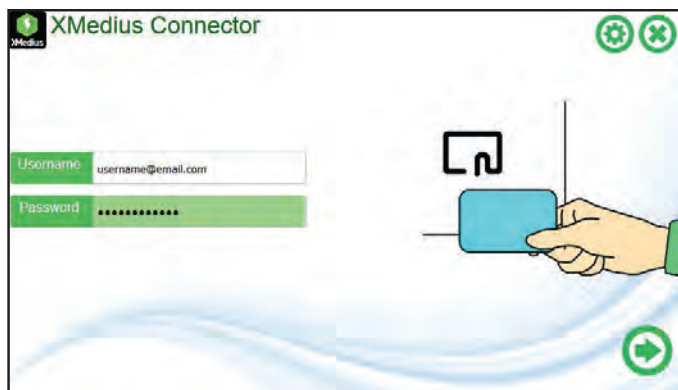 XMedius Connector
XMedius
Username
username@email.com
Password
••••••••••••